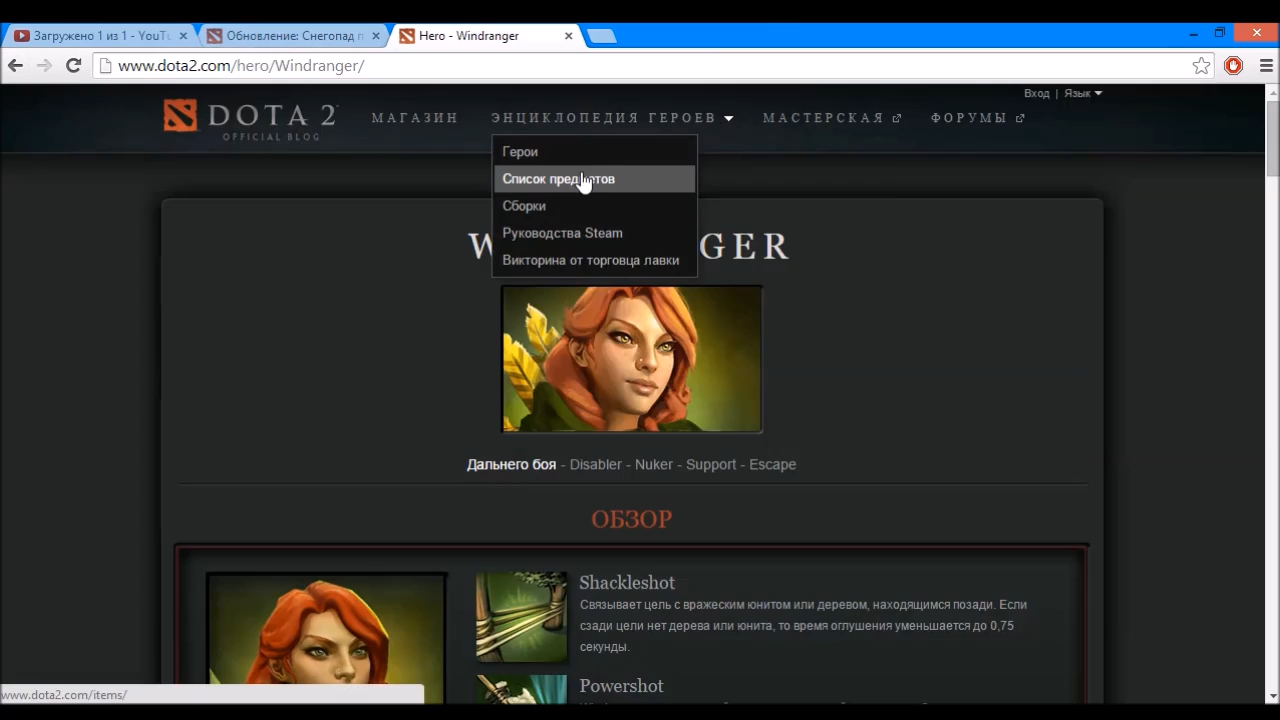 Загружено 1 из 1 - YouTu
Обновление: Снегопад п
Hero - Windranger
www.dota2.com/hero/Windranger/
Вход | Язык
DOTA 2
OFFICIAL BLOG
МАГАЗИН
ЭНЦИКЛОПЕДИЯ ГЕРОЕВ
МАСТЕРСКАЯ
ФОРУМЫ
Герои
Список предметов
Сборки
Руководства Steam
Викторина от торговца лавки
W GER
Дальнего боя - Disabler - Nuker - Support - Escape
ОБЗОР
Shackleshot
Связывает цель с вражеским юнитом или деревом, находящимся позади. Если
сзади цели нет дерева или юнита, то время оглушения уменьшается до 0,75
секунды.
Powershot
www.dota2.com/items/